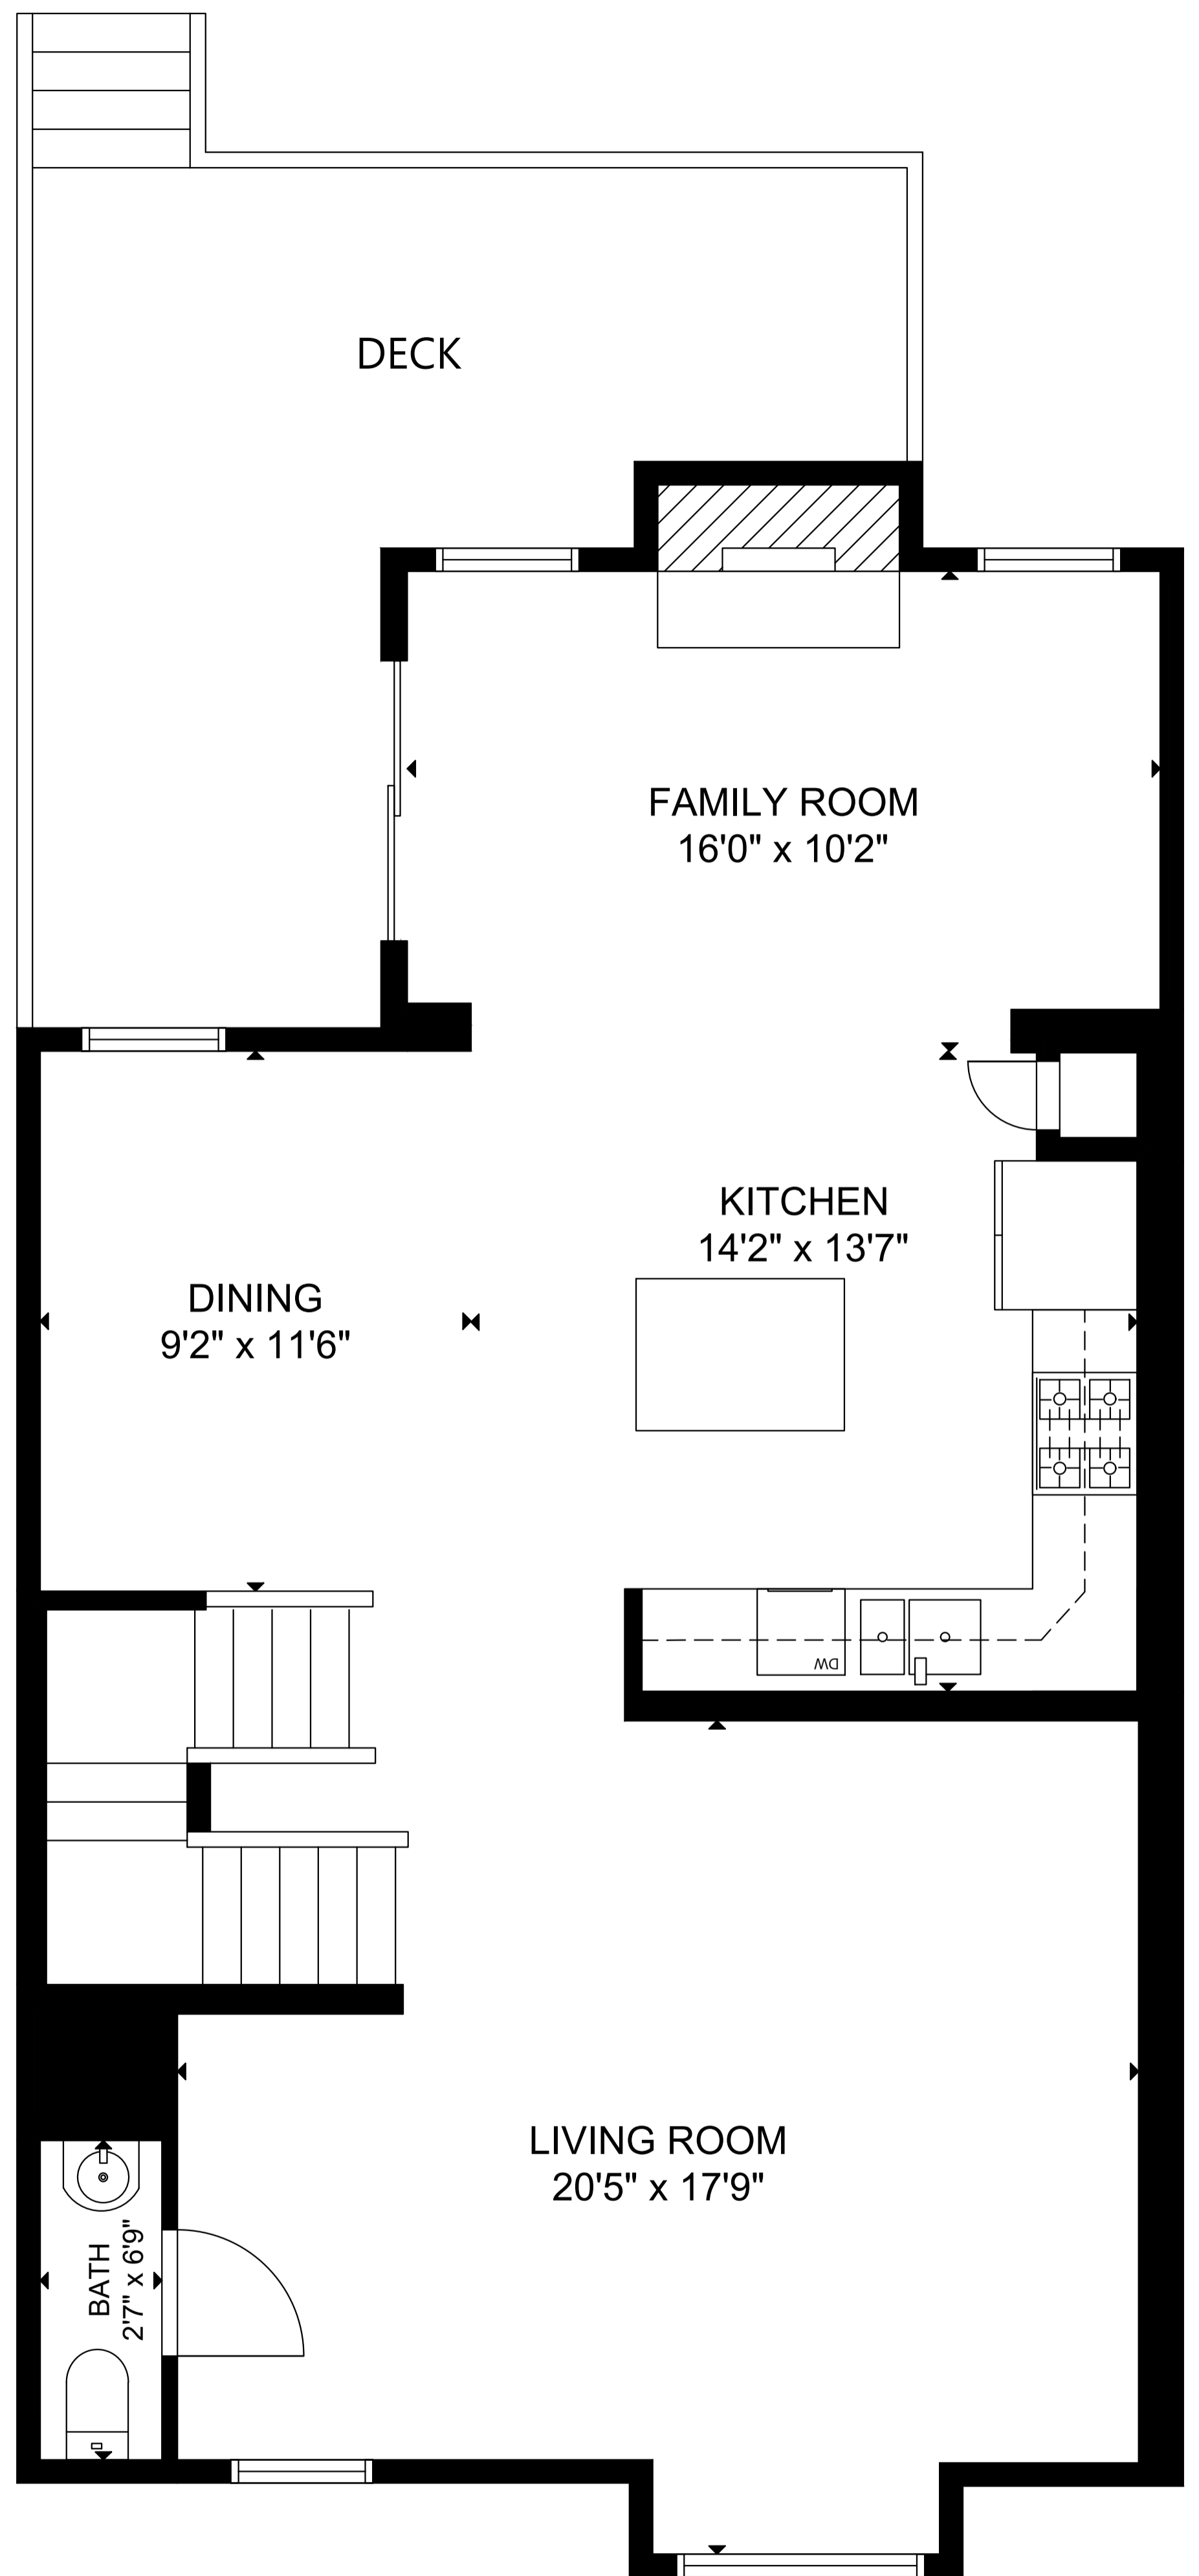 DECK
FAMILY ROOM
16'0" x 10'2"
KITCHEN
14'2" x 13'7"
DINING
9'2" x 11'6"
DW
LIVING ROOM
20'5" x 17'9"
BATH
2'7" x 6'9"